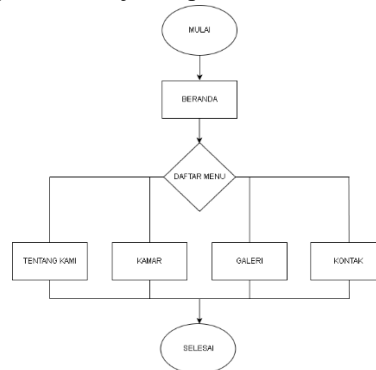 MULAI
BERANDA
DAFTAR MENU
TENTANG KAMI
KAMAR
GALERI
KONTAK
SELESAI